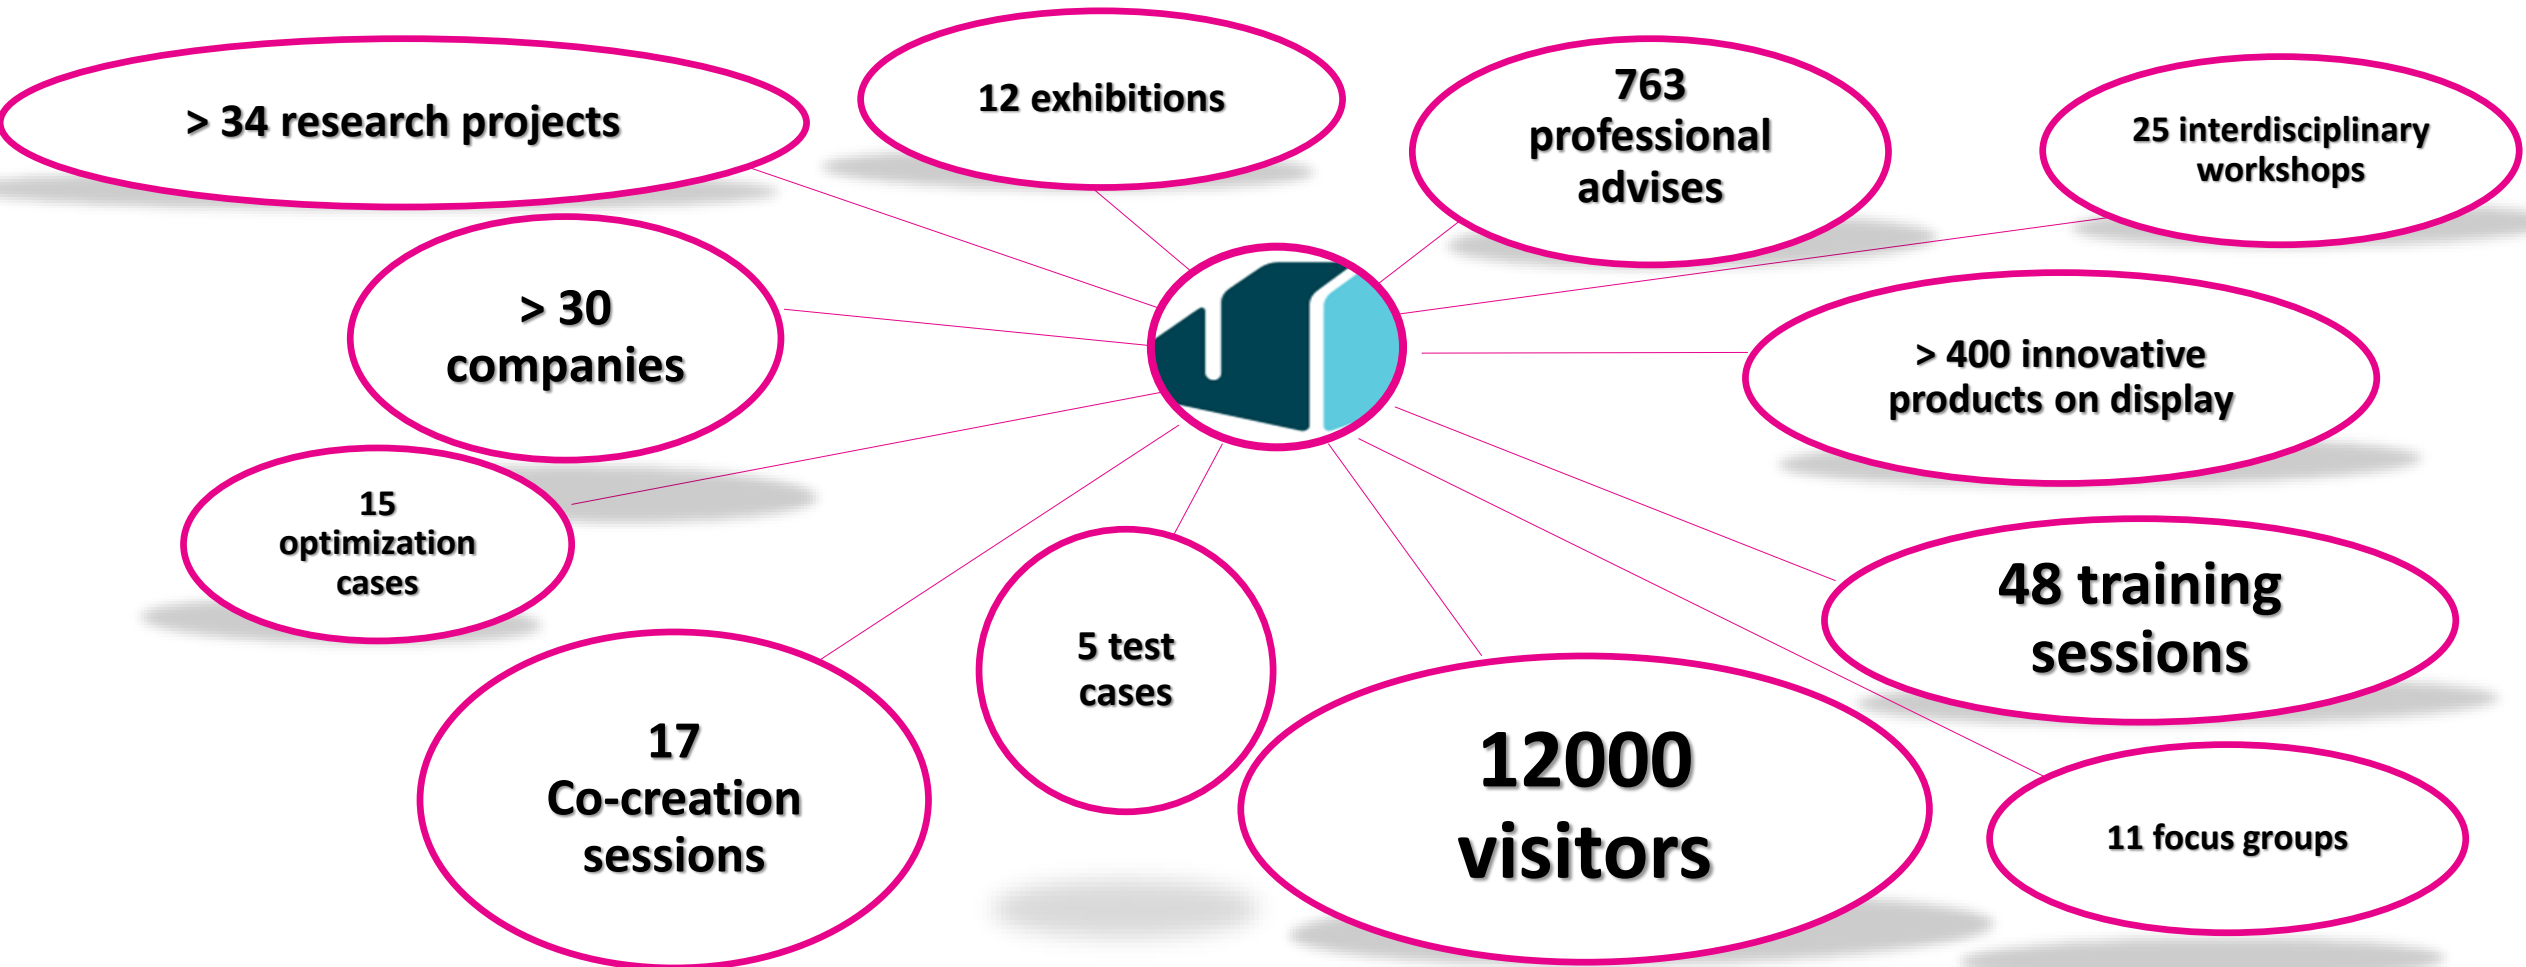 > 34 research projects
12 exhibitions
763
professional
advises
25 interdisciplinary
workshops
> 30
companies
> 400 innovative
products on display
15
optimization
cases
48 training
sessions
5 test
cases
17
Co-creation
sessions
12000
visitors
11 focus groups